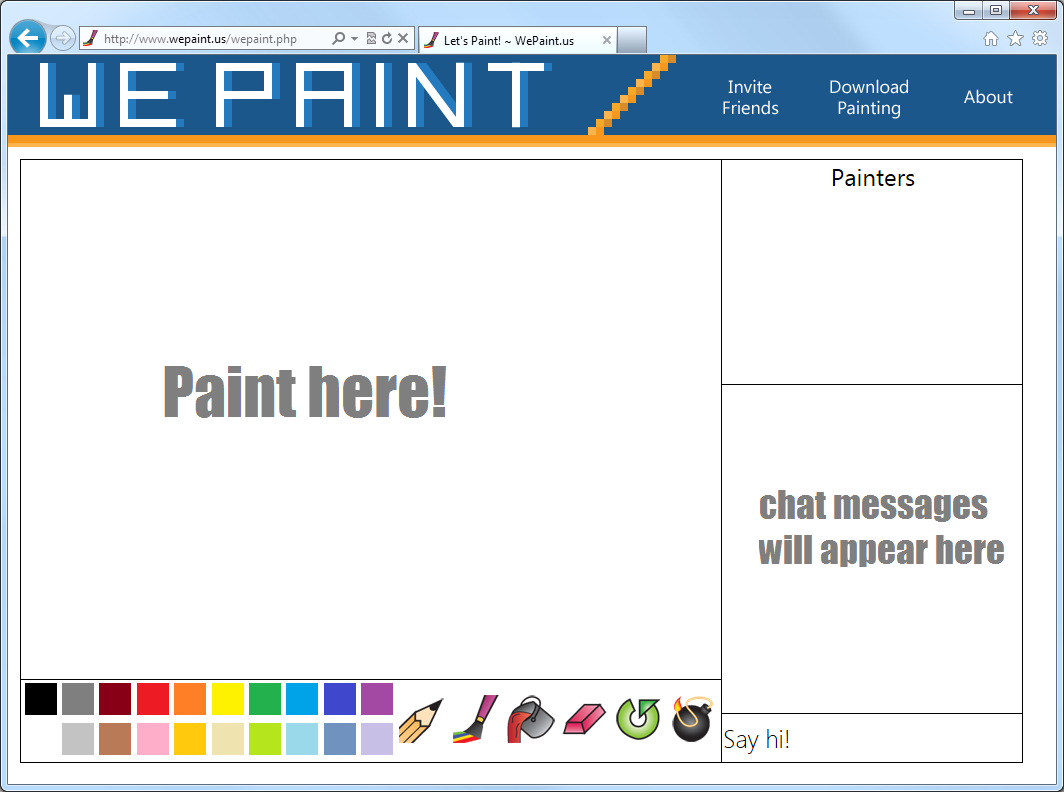 http://www.wepaint.us/wepaint.php
Let's Paint! ~ WePaint.us
WE PAINT
Invite
Friends
Download
Painting
About
Painters
Paint here!
chat messages
will appear here
Say hi!